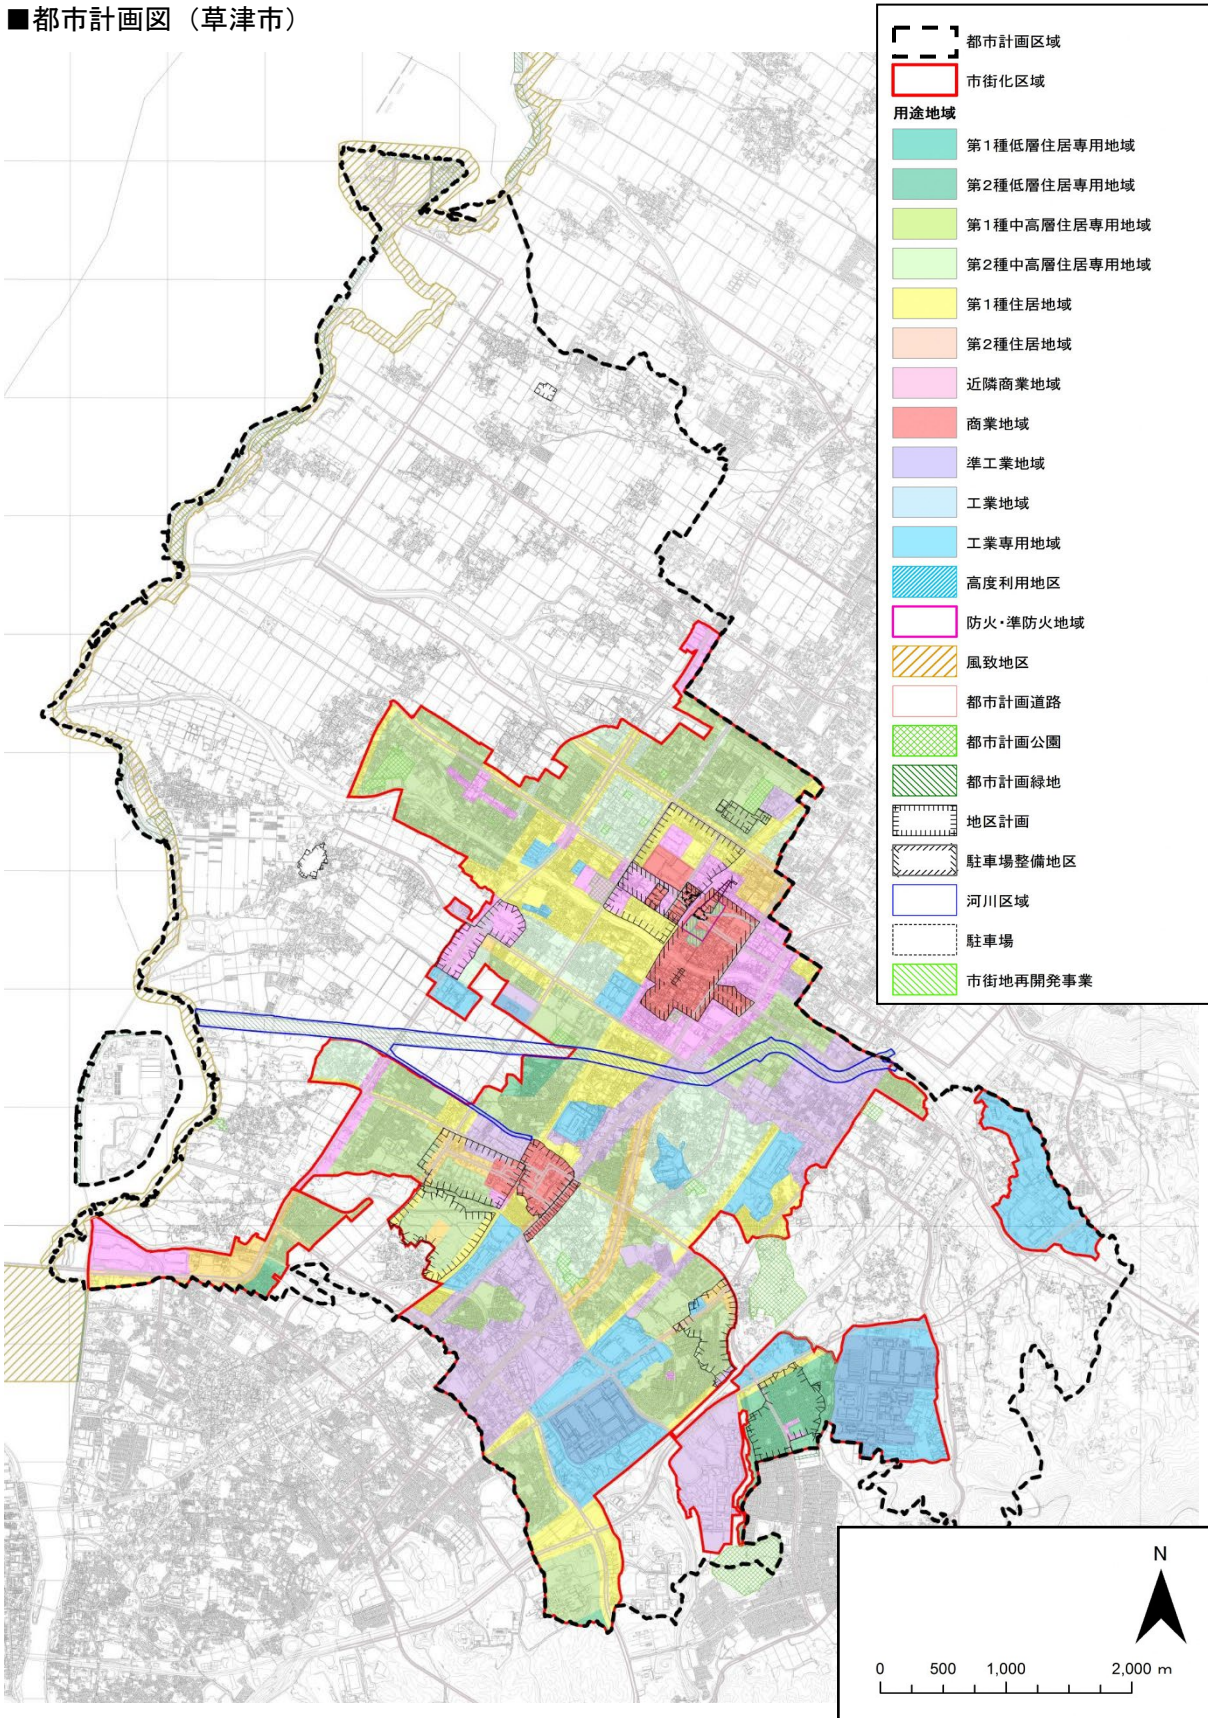 ■都市計画図（草津市）
都市計画区域
市街化区域
用途地域
第1種低層住居専用地域
第2種低層住居専用地域
第1種中高層住居専用地域
第2種中高層住居専用地域
第1種住居地域
第2種住居地域
近隣商業地域
商業地域
準工業地域
工業地域
工業専用地域
高度利用地区
防火・準防火地域
風致地区
都市計画道路
都市計画公園
都市計画緑地
地区計画
駐車場整備地区
河川区域
駐車場
市街地再開発事業
N
0 500 1,000 2,000 m